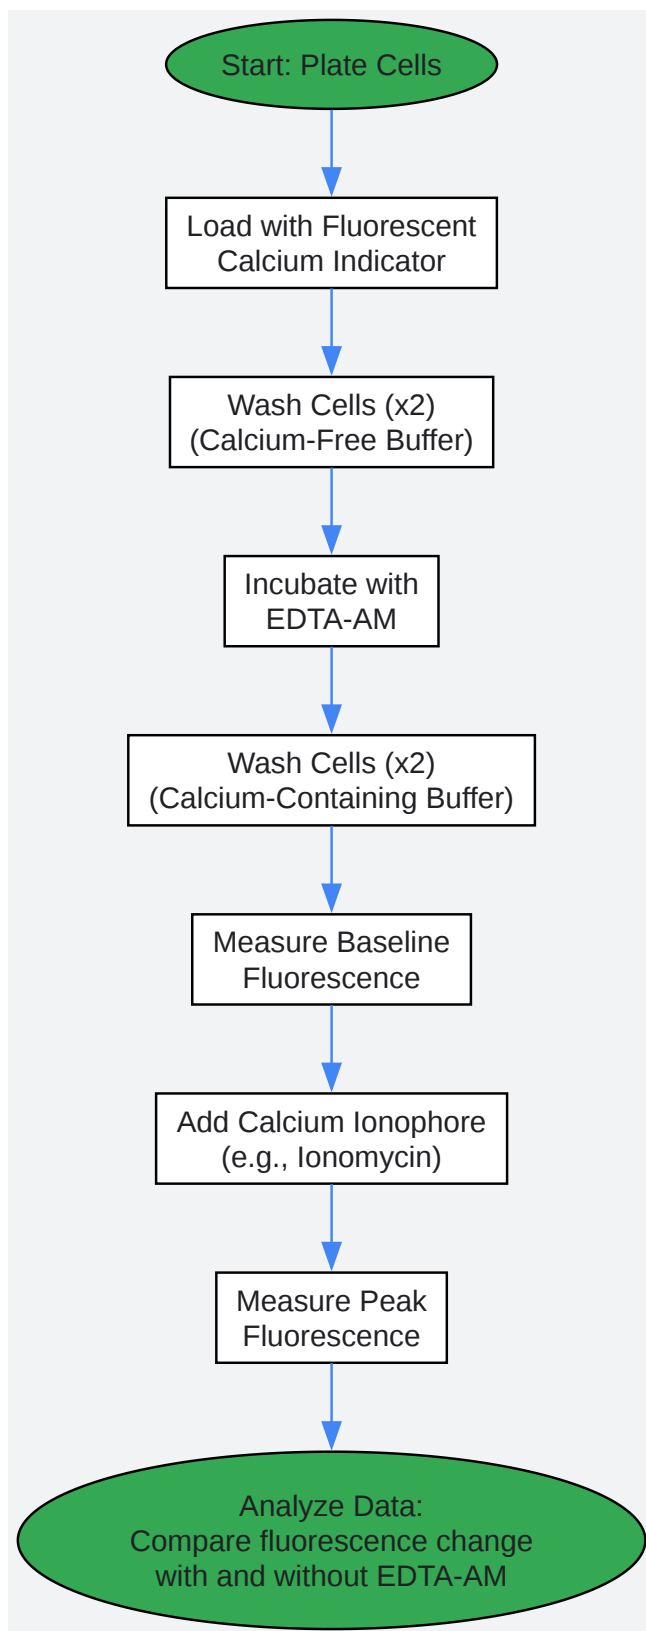 Start: Plate Cells
Load with Fluorescent
Calcium Indicator
Wash Cells (x2)
(Calcium-Free Buffer)
Incubate with
EDTA-AM
Wash Cells (x2)
(Calcium-Containing Buffer)
Measure Baseline
Fluorescence
Add Calcium Ionophore
(e.g., Ionomycin)
Measure Peak
Fluorescence
Analyze Data:
Compare fluorescence change
with and without EDTA-AM